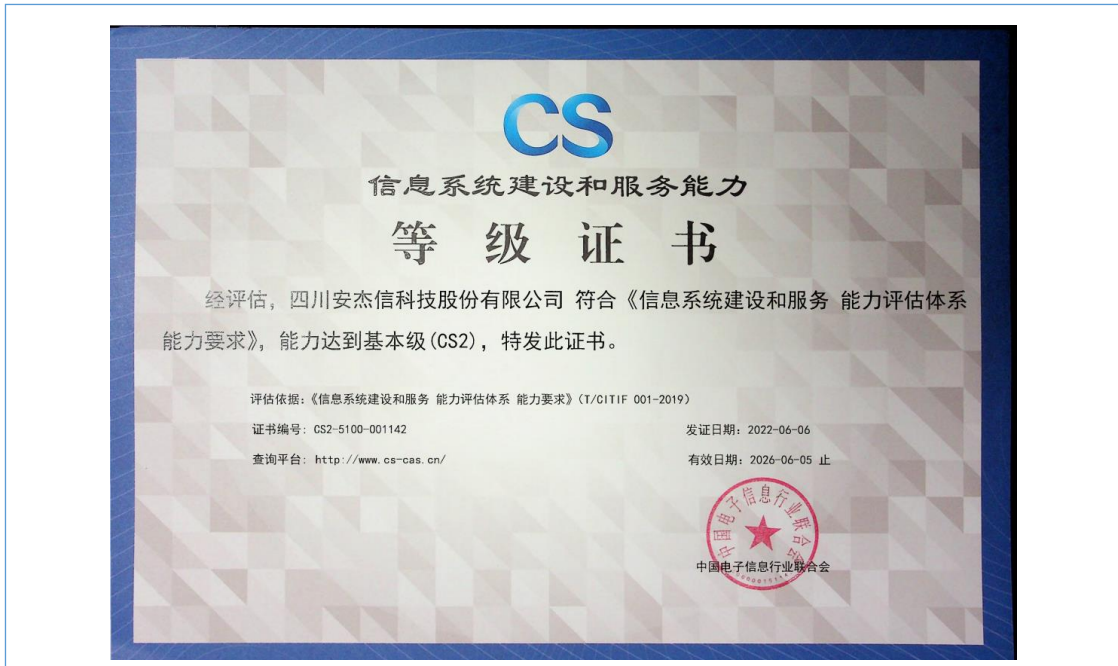 CS
信息系统建设和服务能力
等级证书
经评估，四川安杰信科技股份有限公司 符合《信息系统建设和服务 能力评估体系
能力要求》，能力达到基本级(CS2)，特发此证书。
评估依据：《信息系统建设和服务 能力评估体系 能力要求》（T/CITIF 001-2019）
证书编号：CS2-5100-001142
发证日期：2022-06-06
查询平台：http://www.cs-cas.cn/
有效日期：2026-06-05 止
中国电子信息行业联合会
中国电子信息行业联合会